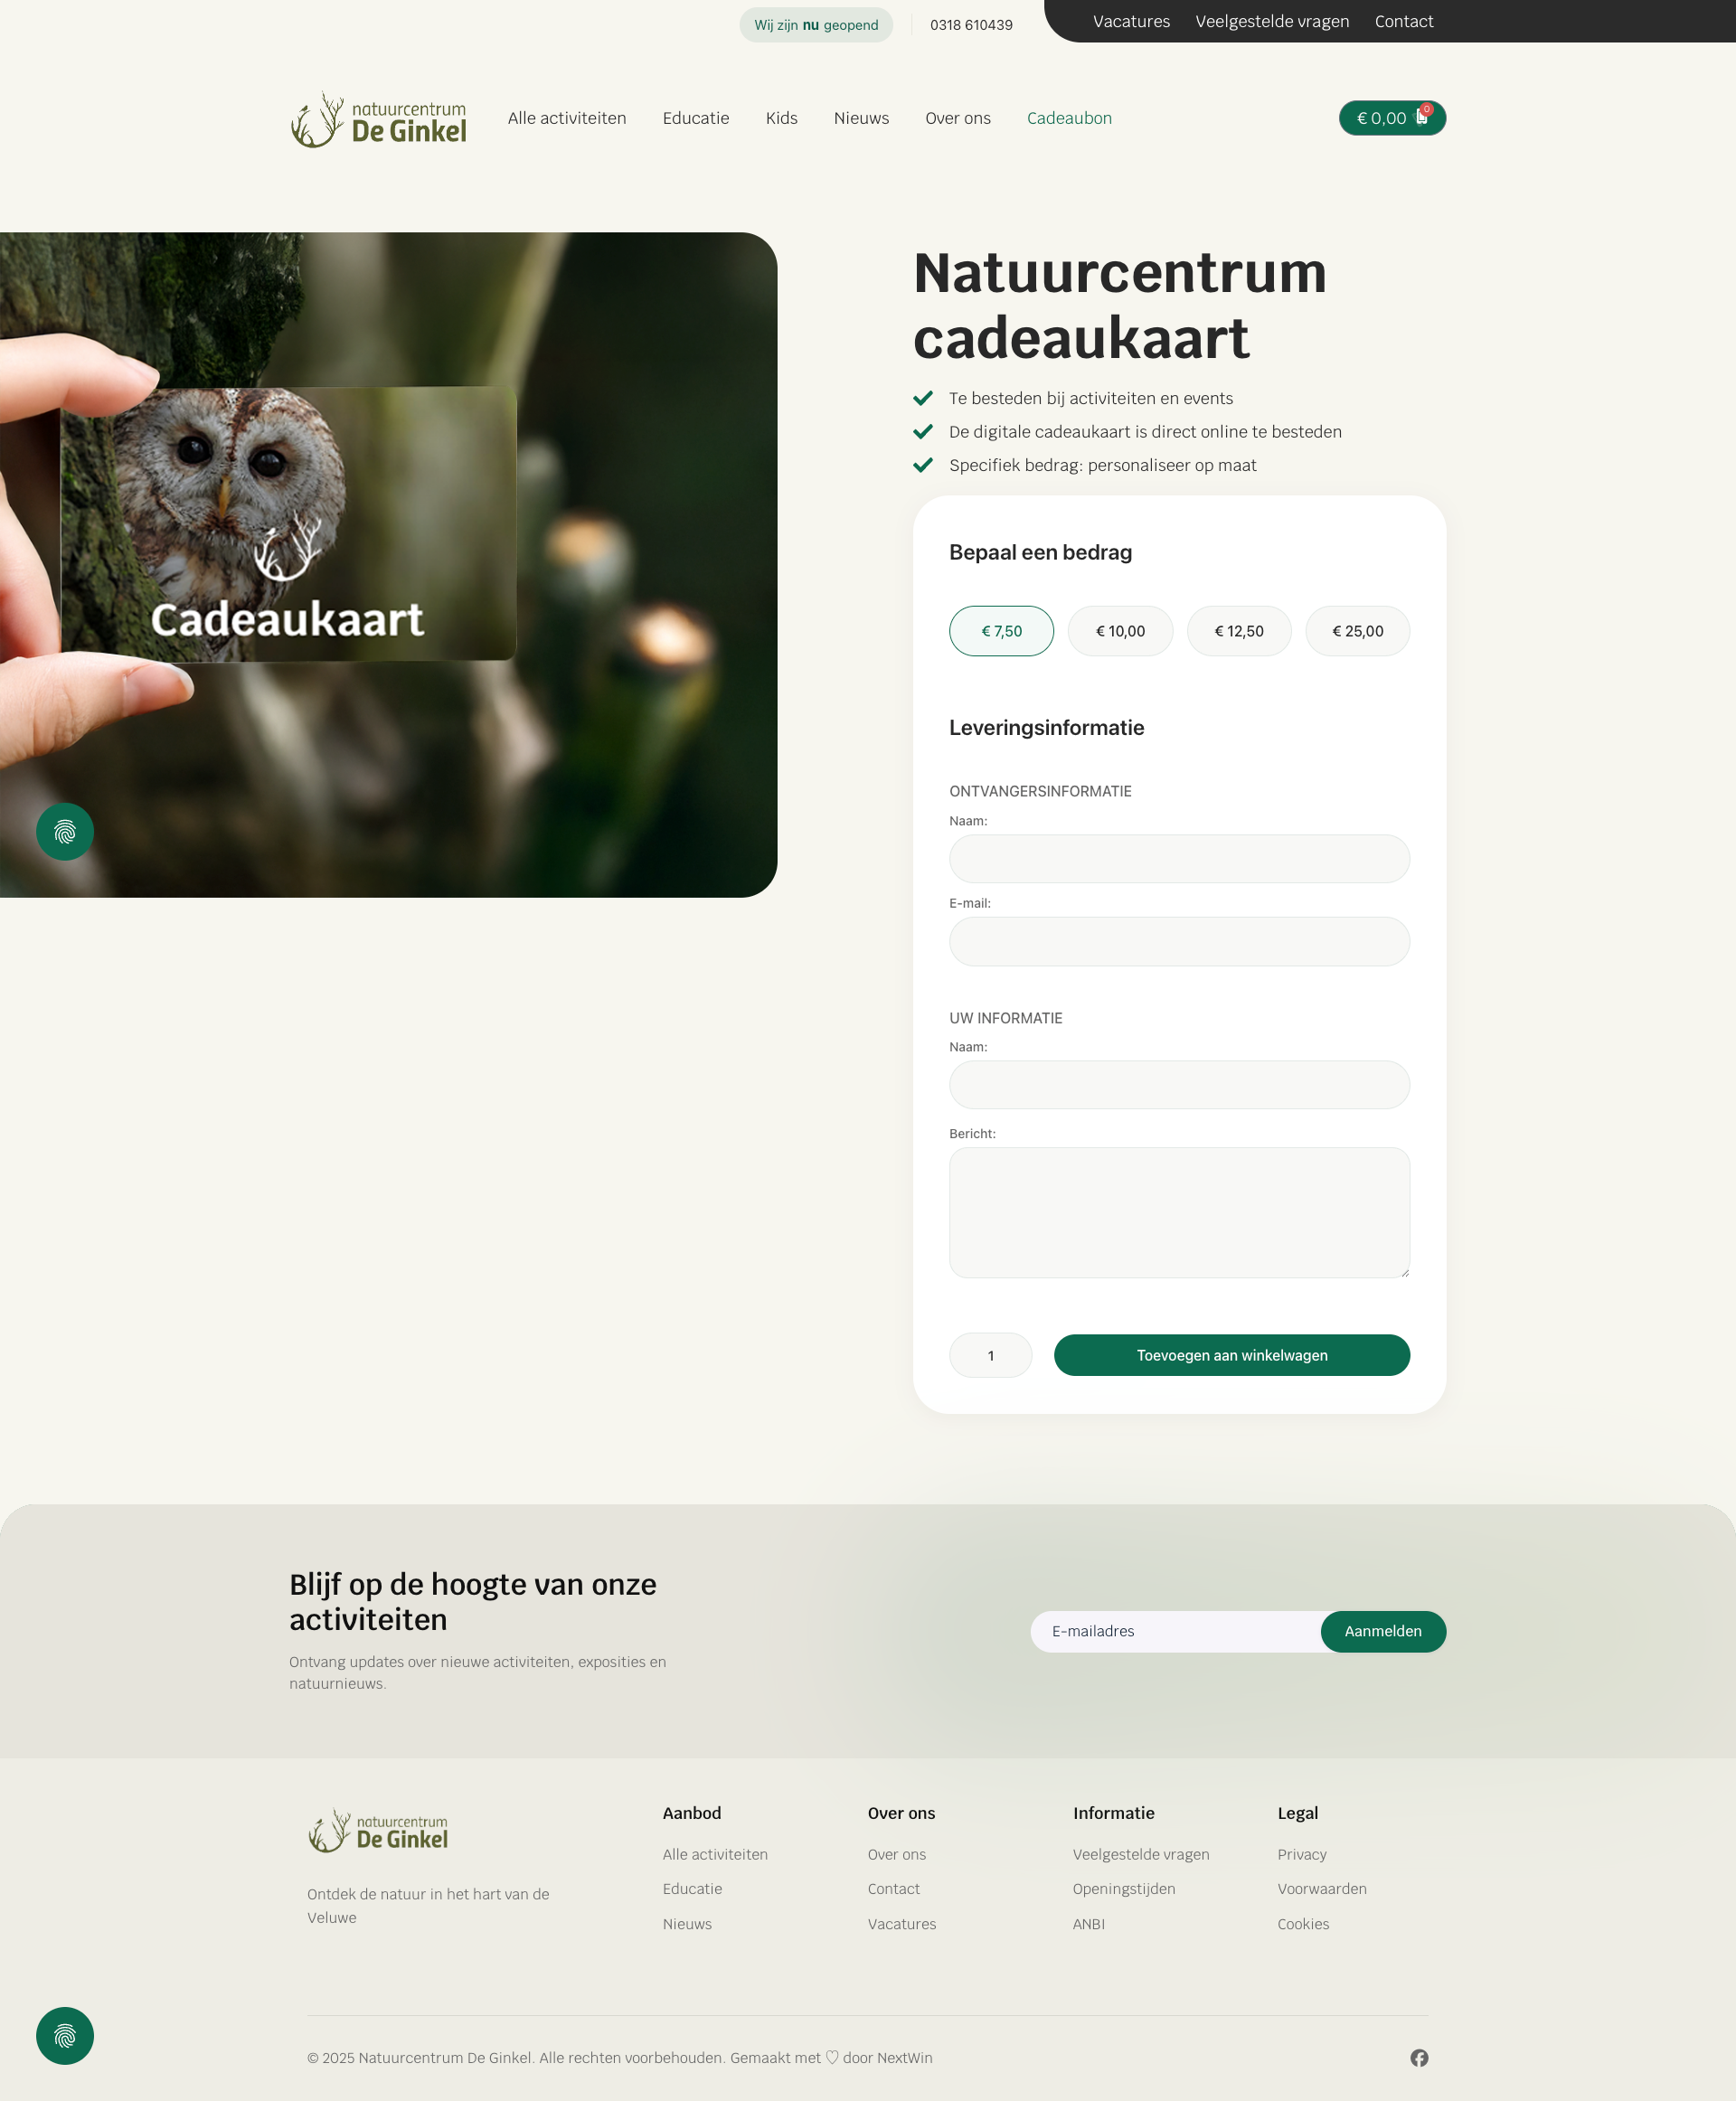 Wij zijn nu geopend
0318 610439
Vacatures
Veelgestelde vragen
Contact
natuurcentrum
De Ginkel
Alle activiteiten
Educatie
Kids
Nieuws
Over ons
Cadeaubon
€ 0,00
0
Cadeaukaart
Natuurcentrum
cadeaukaart
Te besteden bij activiteiten en events
De digitale cadeaukaart is direct online te besteden
Specifiek bedrag: personaliseer op maat
Bepaal een bedrag
€ 7,50
€ 10,00
€ 12,50
€ 25,00
Leveringsinformatie
ONTVANGERSINFORMATIE
Naam:
E-mail:
UW INFORMATIE
Naam:
Bericht:
1
Toevoegen aan winkelwagen
Blijf op de hoogte van onze
activiteiten
Ontvang updates over nieuwe activiteiten, exposities en
natuurnieuws.
E-mailadres
Aanmelden
natuurcentrum
De Ginkel
Ontdek de natuur in het hart van de
Veluwe
Aanbod
Alle activiteiten
Educatie
Nieuws
Over ons
Over ons
Contact
Vacatures
Informatie
Veelgestelde vragen
Openingstijden
ANBI
Legal
Privacy
Voorwaarden
Cookies
© 2025 Natuurcentrum De Ginkel. Alle rechten voorbehouden. Gemaakt met ♡ door NextWin